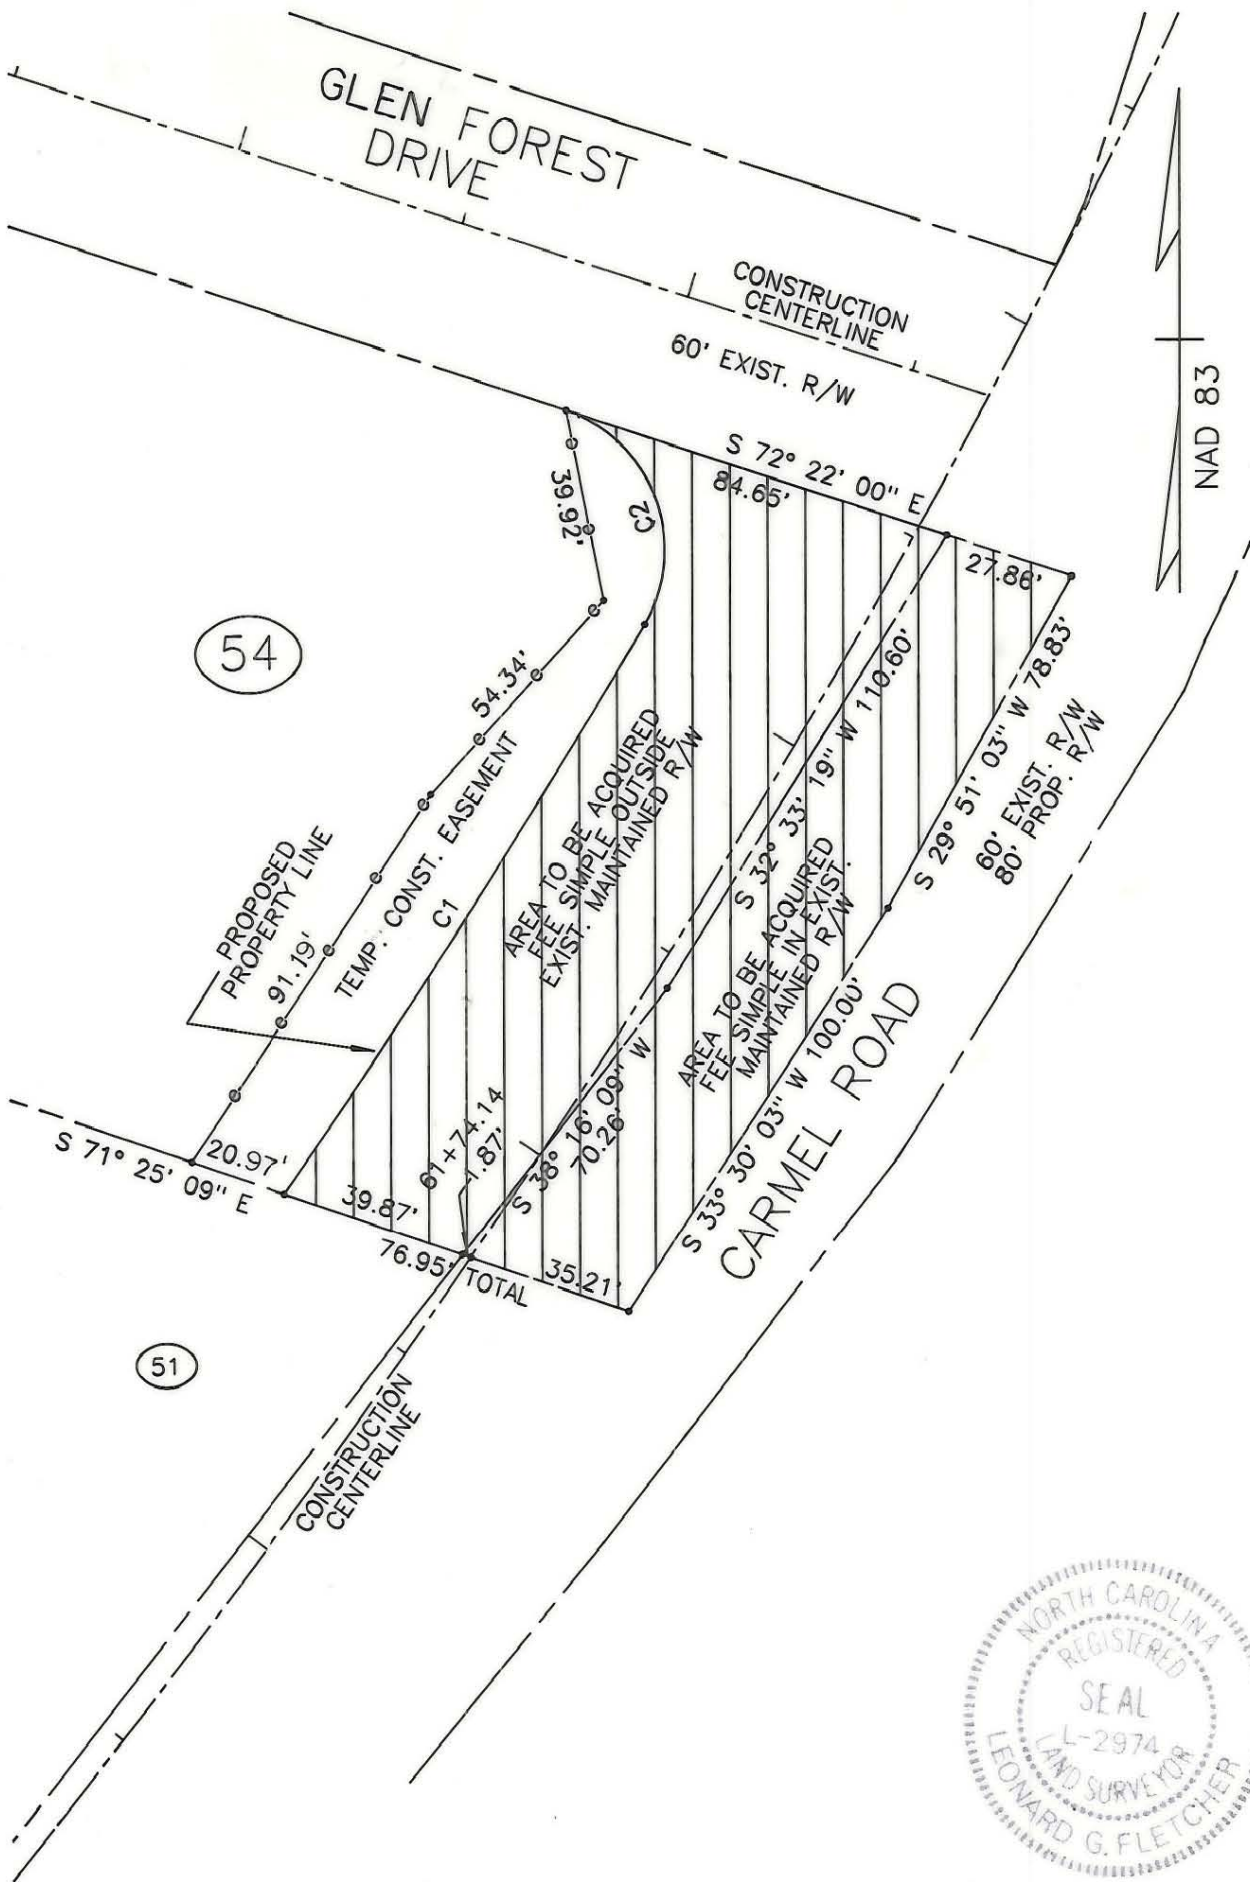 GLEN FOREST
DRIVE
CONSTRUCTION
CENTERLINE
60' EXIST. R/W
NAD 83
S 72° 22' 00" E
84.65'
27.86'
39.92'
C2
54
54.34'
TEMP. CONST. EASEMENT
PROPOSED
PROPERTY LINE
91.19'
C1
AREA TO BE ACQUIRED
FEE SIMPLE OUTSIDE
EXIST. MAINTAINED R/W
S 32° 33' 19" W 110.60'
S 29° 51' 03" W 78.83'
60' EXIST. R/W
80' PROP. R/W
AREA TO BE ACQUIRED
FEE SIMPLE IN EXIST.
MAINTAINED R/W
S 33° 30' 03" W 100.00'
CARMEL ROAD
S 38° 16' 09" W
70.26'
61+74.14
1.87'
S 71° 25' 09" E
20.97'
39.87'
76.95' TOTAL
35.21'
51
CONSTRUCTION
CENTERLINE
NORTH CAROLINA
REGISTERED
SEAL
L-2974
LAND SURVEYOR
LEONARD G. FLETCHER